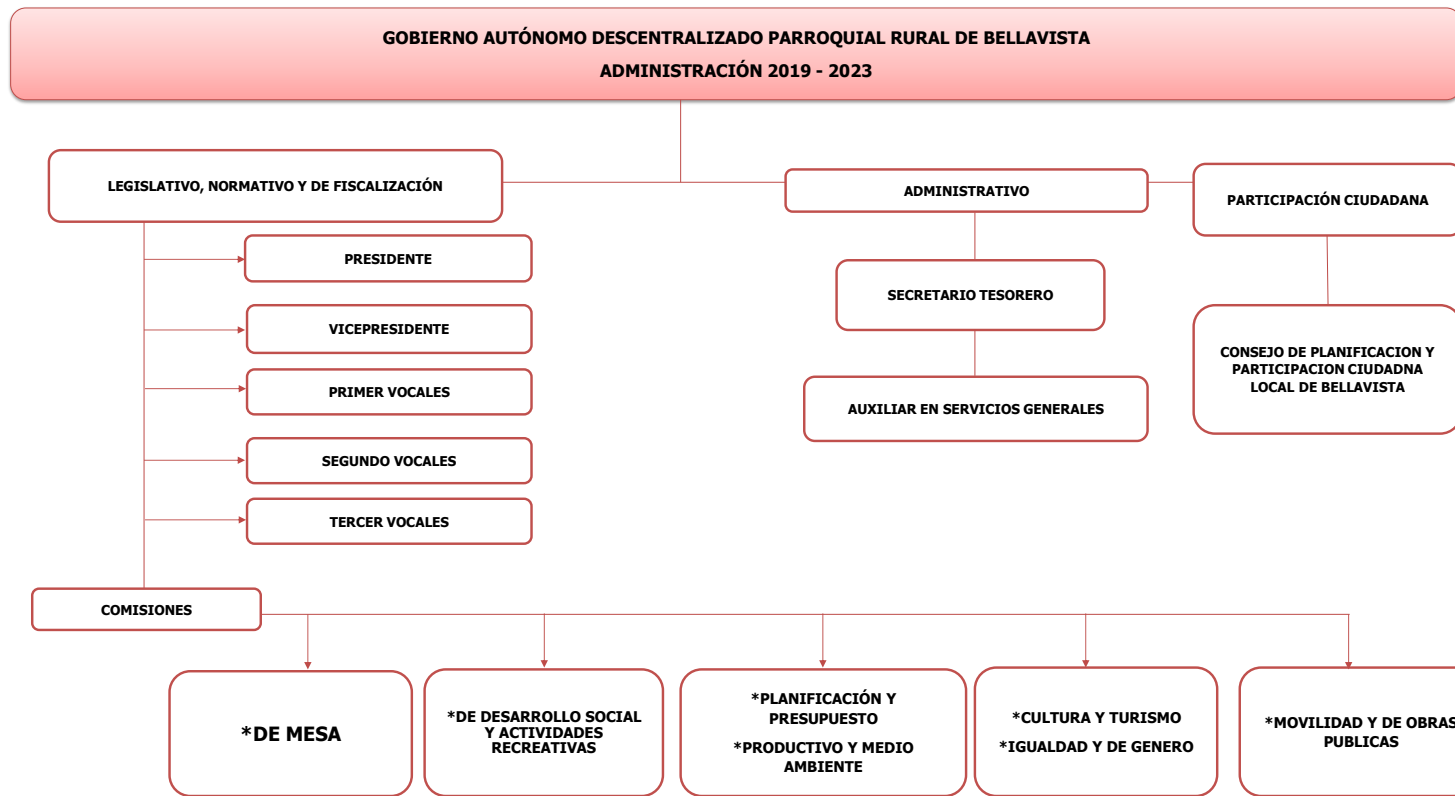 GOBIERNO AUTÓNOMO DESCENTRALIZADO PARROQUIAL RURAL DE BELLAVISTA
ADMINISTRACIÓN 2019 - 2023
LEGISLATIVO, NORMATIVO Y DE FISCALIZACIÓN
ADMINISTRATIVO
PARTICIPACIÓN CIUDADANA
PRESIDENTE
VICEPRESIDENTE
PRIMER VOCALES
SEGUNDO VOCALES
TERCER VOCALES
SECRETARIO TESORERO
AUXILIAR EN SERVICIOS GENERALES
CONSEJO DE PLANIFICACION Y
PARTICIPACION CIUDADNA
LOCAL DE BELLAVISTA
COMISIONES
*DE MESA
*DE DESARROLLO SOCIAL
Y ACTIVIDADES
RECREATIVAS
*PLANIFICACIÓN Y
PRESUPUESTO
*PRODUCTIVO Y MEDIO
AMBIENTE
*CULTURA Y TURISMO
*IGUALDAD Y DE GENERO
*MOVILIDAD Y DE OBRAS
PUBLICAS